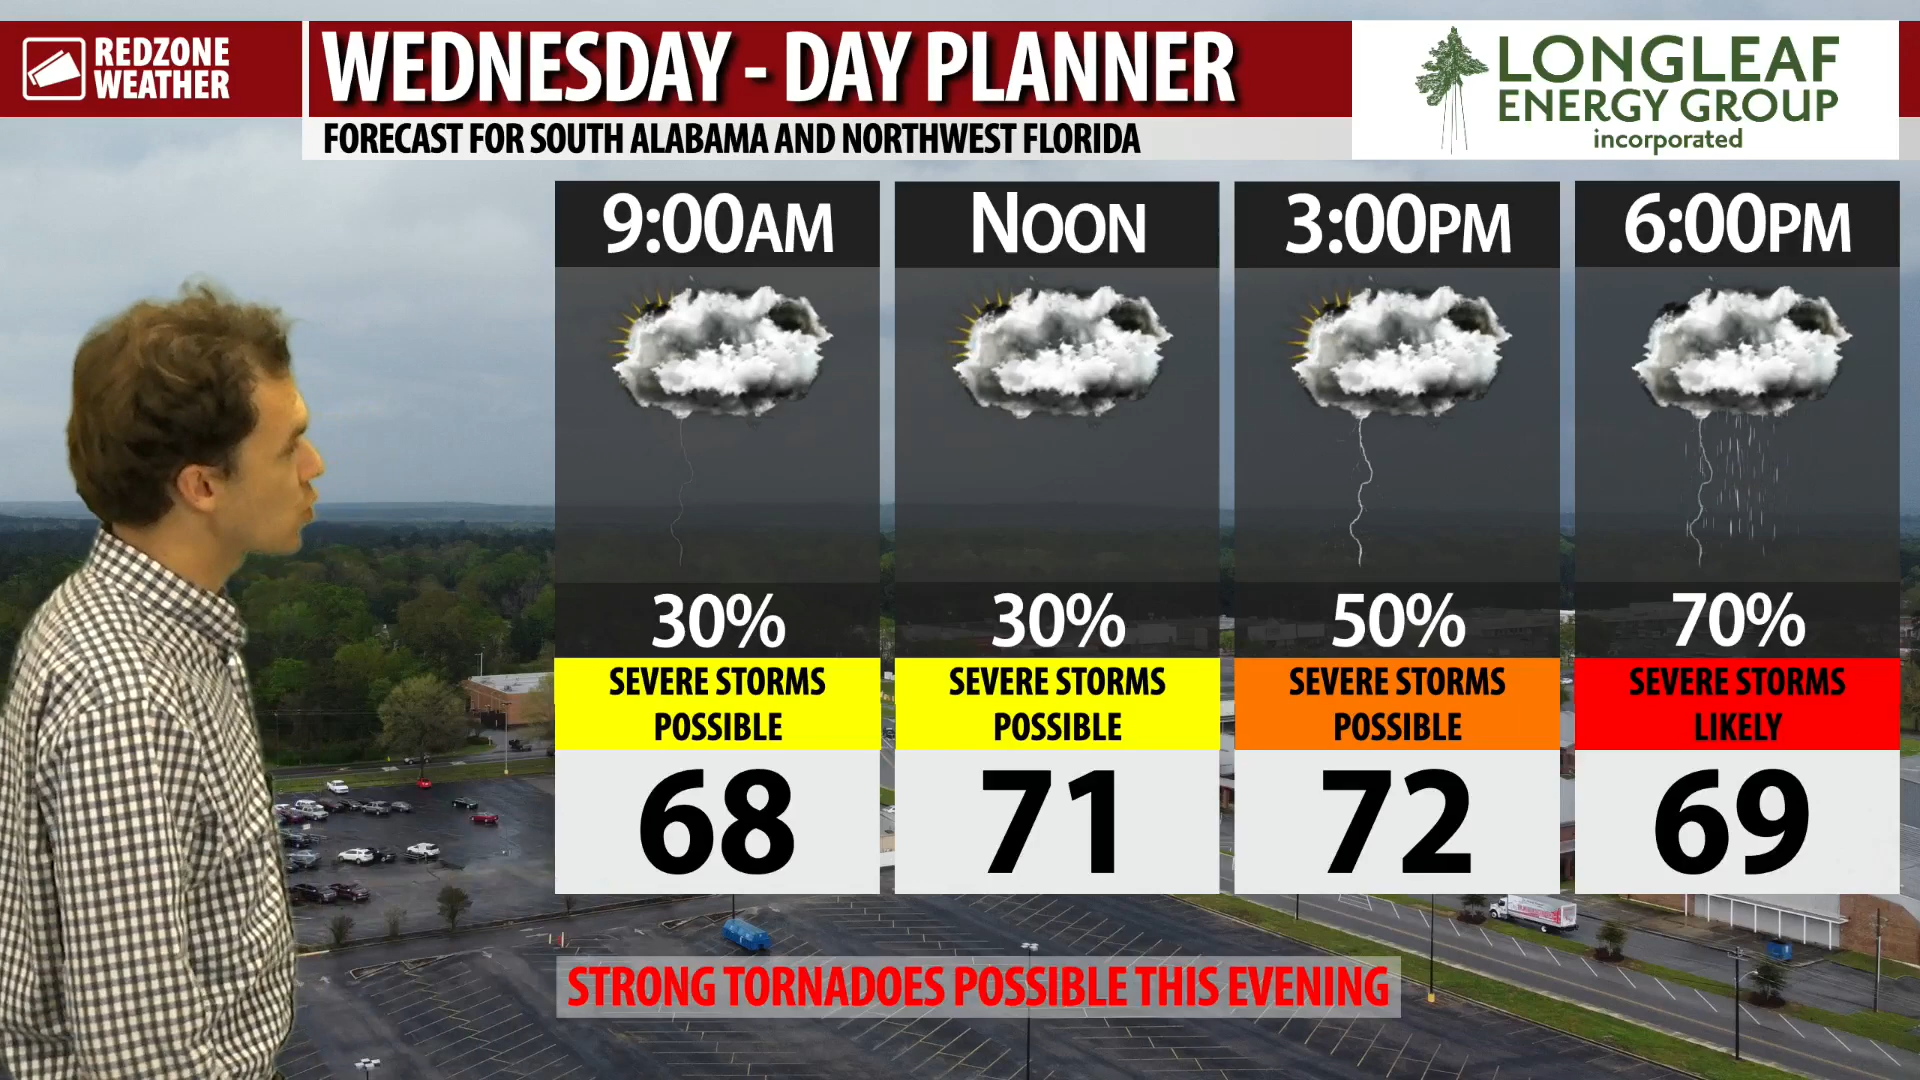 REDZONE
WEATHER
WEDNESDAY - DAY PLANNER
FORECAST FOR SOUTH ALABAMA AND NORTHWEST FLORIDA
LONGLEAF
ENERGY GROUP
incorporated
9:00AM
30%
SEVERE STORMS
POSSIBLE
68
NOON
30%
SEVERE STORMS
POSSIBLE
71
3:00PM
50%
SEVERE STORMS
POSSIBLE
72
6:00PM
70%
SEVERE STORMS
LIKELY
69
STRONG TORNADOES POSSIBLE THIS EVENING